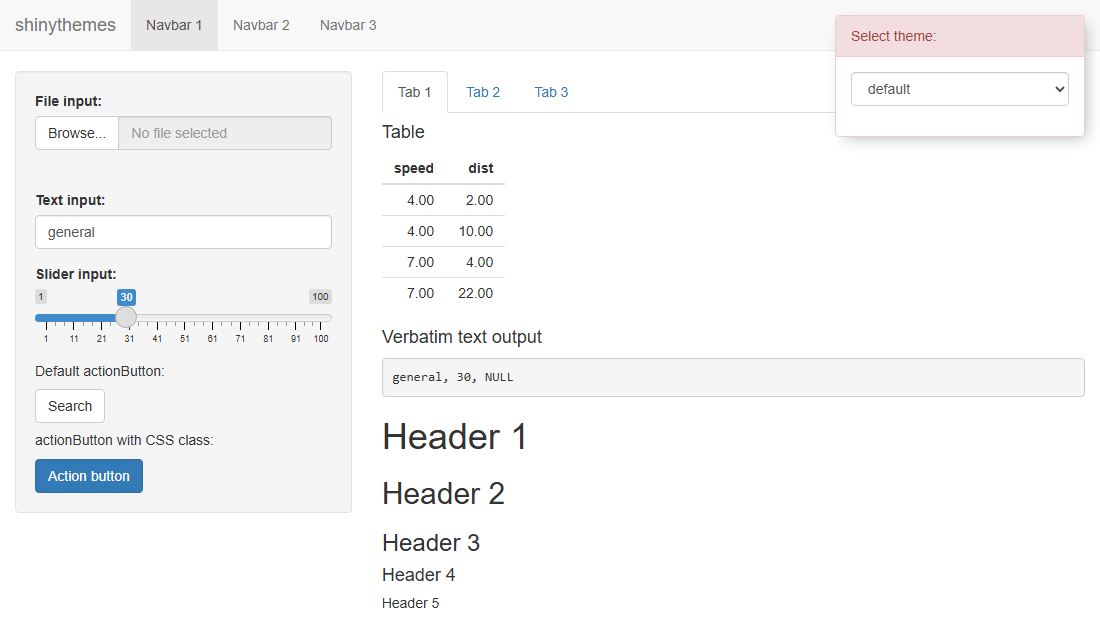 shinythemes Navbar 1 Navbar 2 Navbar 3
Select theme:
default
File input:
Browse... No file selected
Text input:
general
Slider input:
1 30 100
1 11 21 31 41 51 61 71 81 91 100
Default actionButton:
Search
actionButton with CSS class:
Action button
Tab 1 Tab 2 Tab 3
Table
speed dist
4.00 2.00
4.00 10.00
7.00 4.00
7.00 22.00
Verbatim text output
general, 30, NULL
Header 1
Header 2
Header 3
Header 4
Header 5